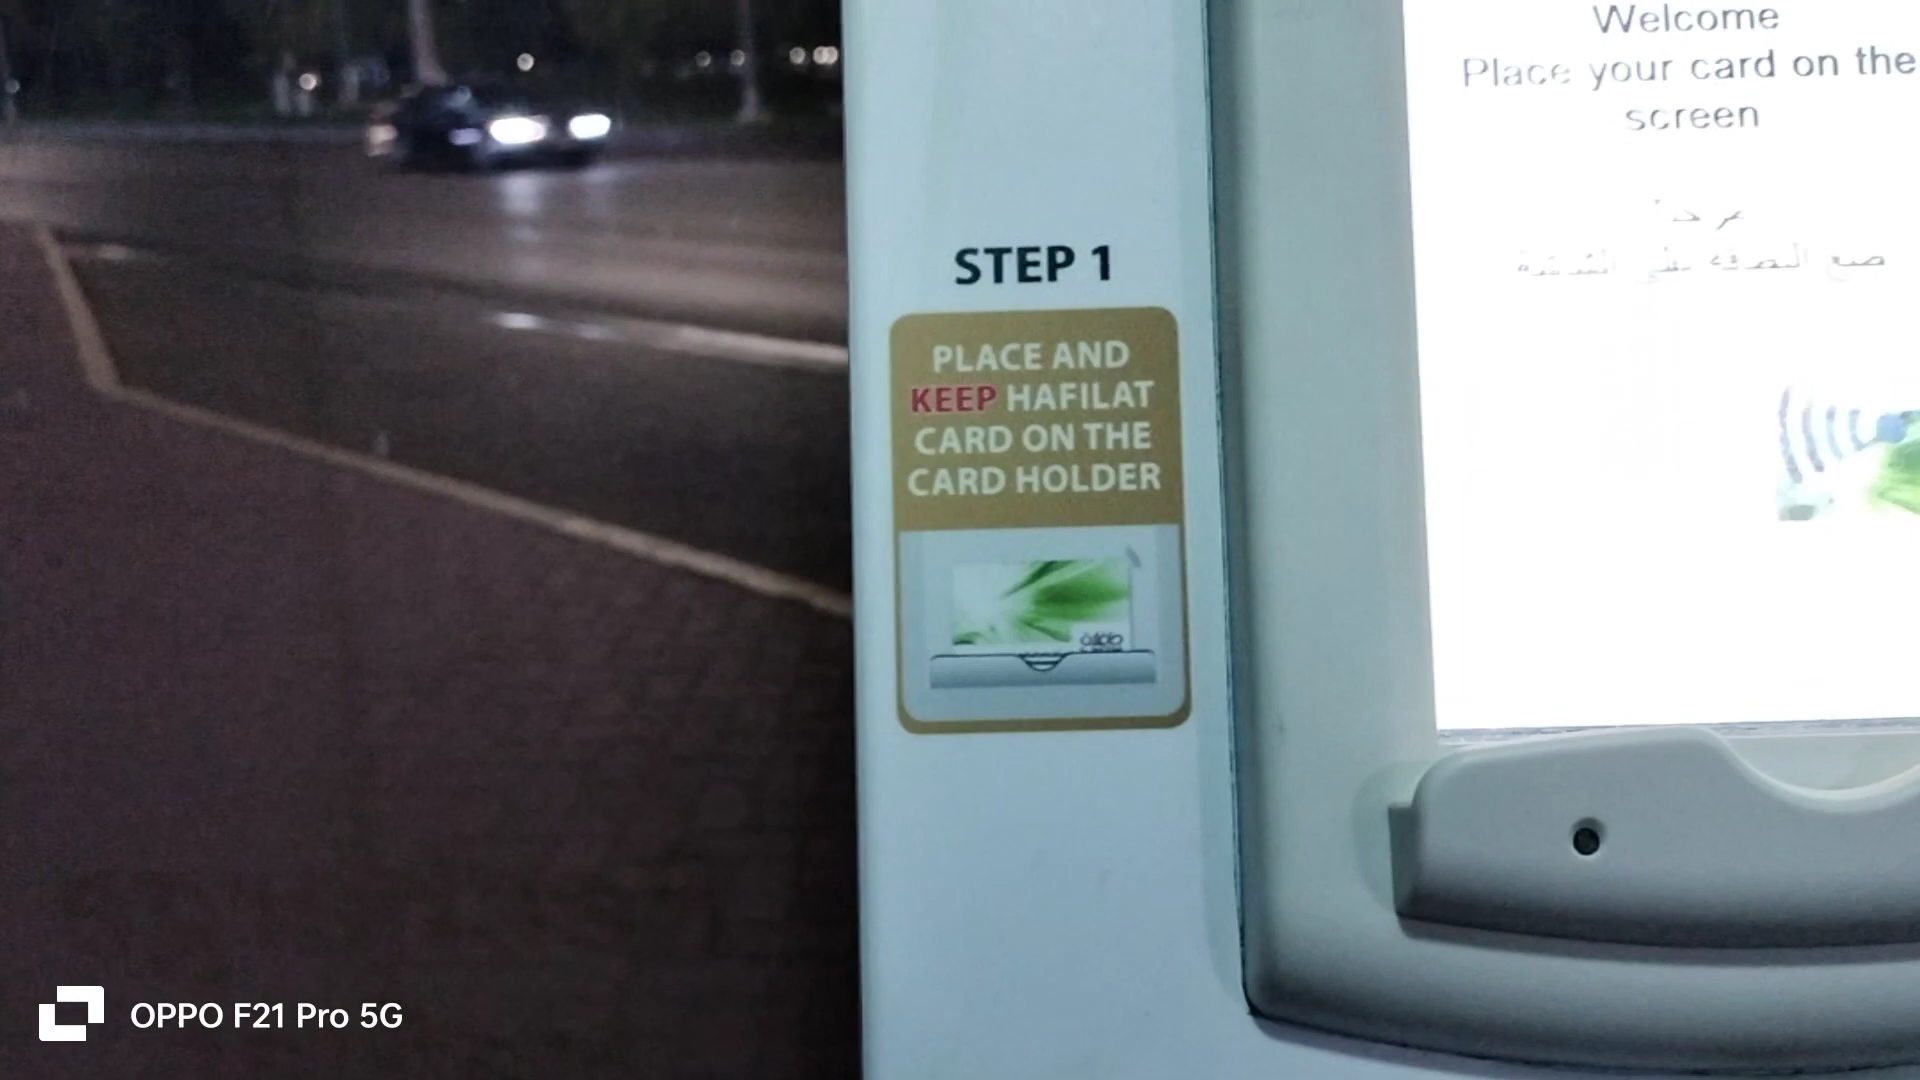 Welcome
Place your card on the
screen
STEP 1
PLACE AND
KEEP HAFILAT
CARD ON THE
CARD HOLDER
OPPO F21 Pro 5G